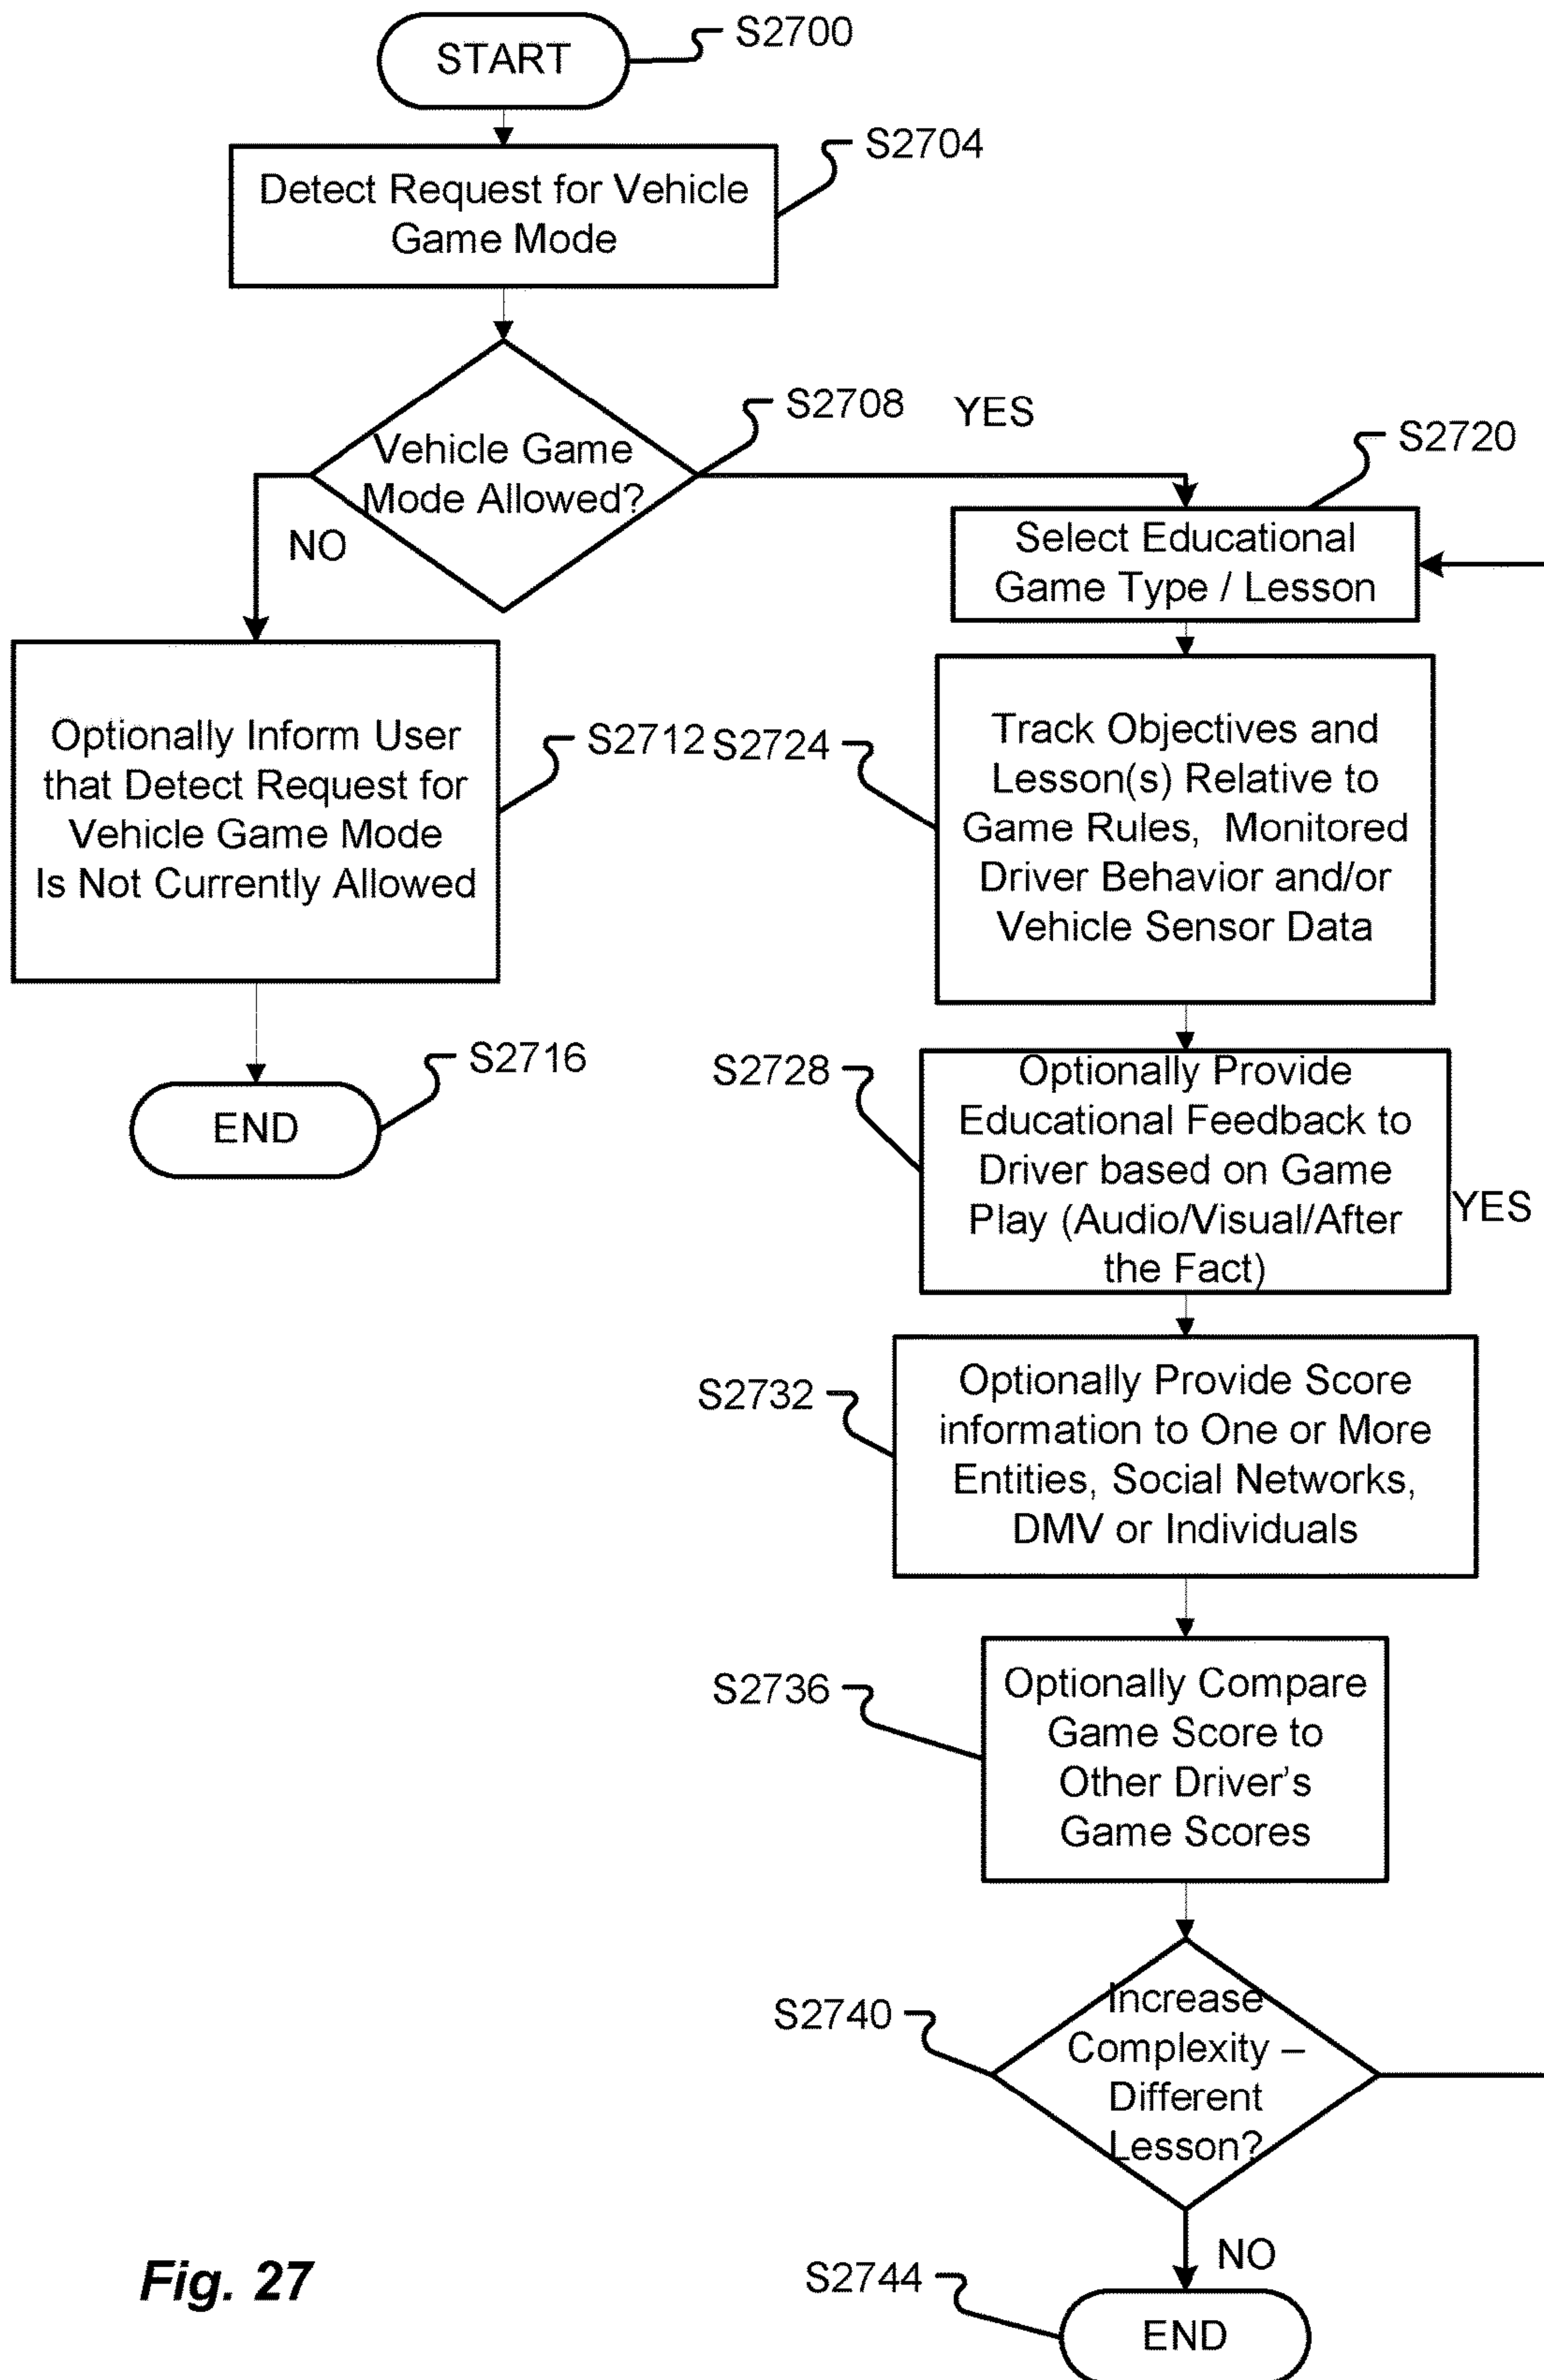 START
S2700
Detect Request for Vehicle
Game Mode
S2704
Vehicle Game
Mode Allowed?
S2708
YES
NO
S2720
Select Educational
Game Type / Lesson
Optionally Inform User
that Detect Request for
Vehicle Game Mode
Is Not Currently Allowed
S2712
S2724
Track Objectives and
Lesson(s) Relative to
Game Rules, Monitored
Driver Behavior and/or
Vehicle Sensor Data
END
S2716
S2728
Optionally Provide
Educational Feedback to
Driver based on Game
Play (Audio/Visual/After
the Fact)
YES
S2732
Optionally Provide Score
information to One or More
Entities, Social Networks,
DMV or Individuals
S2736
Optionally Compare
Game Score to
Other Driver's
Game Scores
S2740
Increase
Complexity –
Different
Lesson?
NO
S2744
END
Fig. 27